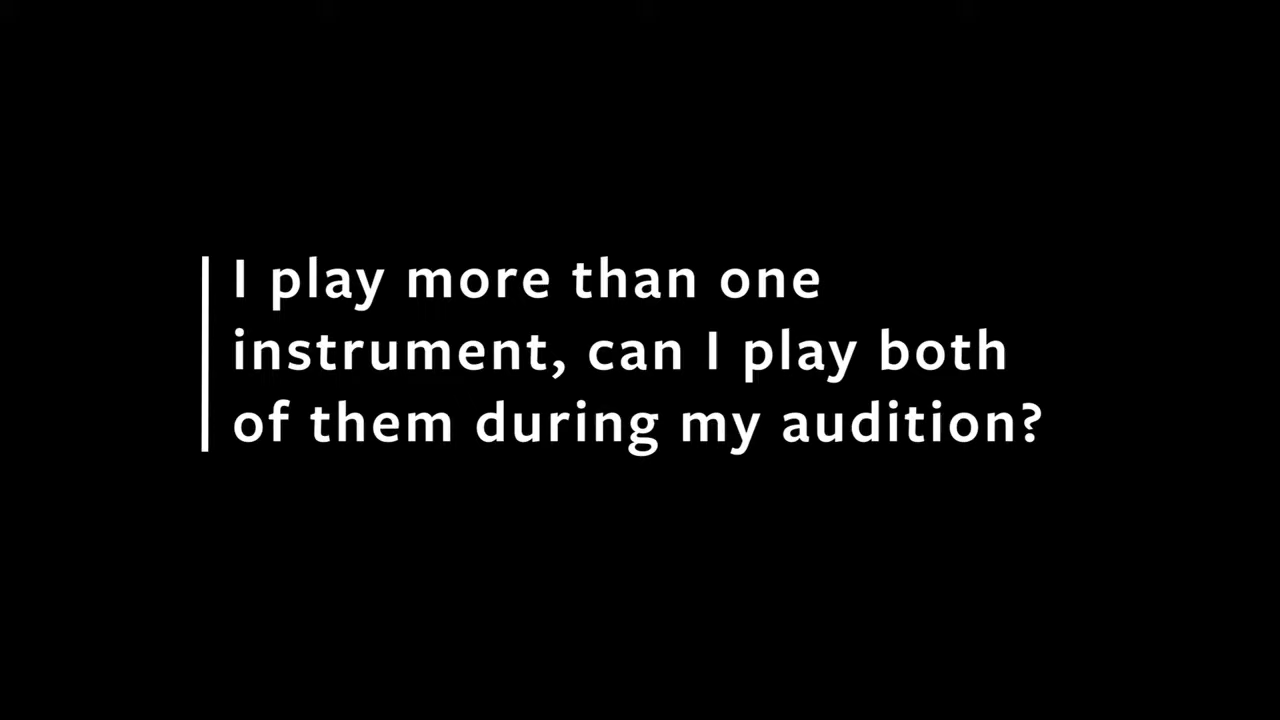 I play more than one
instrument, can I play both
of them during my audition?